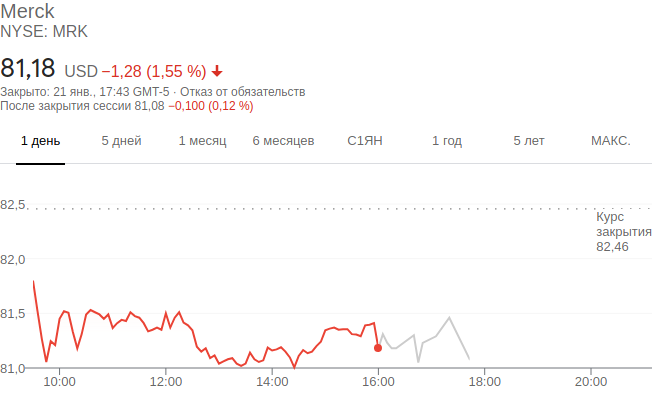 Merck
NYSE: MRK
81,18 USD −1,28 (1,55 %)
Закрыто: 21 янв., 17:43 GMT-5 · Отказ от обязательств
После закрытия сессии 81,08 −0,100 (0,12 %)
1 день 5 дней 1 месяц 6 месяцев С1ЯН 1 год 5 лет МАКС.
82,5
Курс
закрытия
82,46
82,0
81,5
81,0
10:00 12:00 14:00 16:00 18:00 20:00